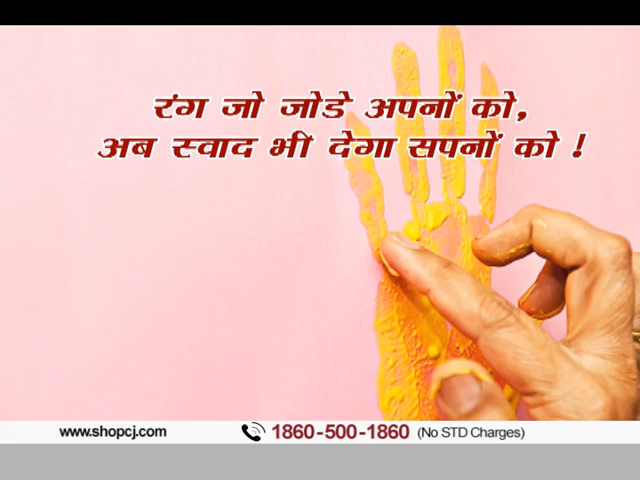 रंग जो जोडे अपनों को,
अब स्वाद भी देगा सपनों को !
www.shopcj.com 1860-500-1860 (No STD Charges)